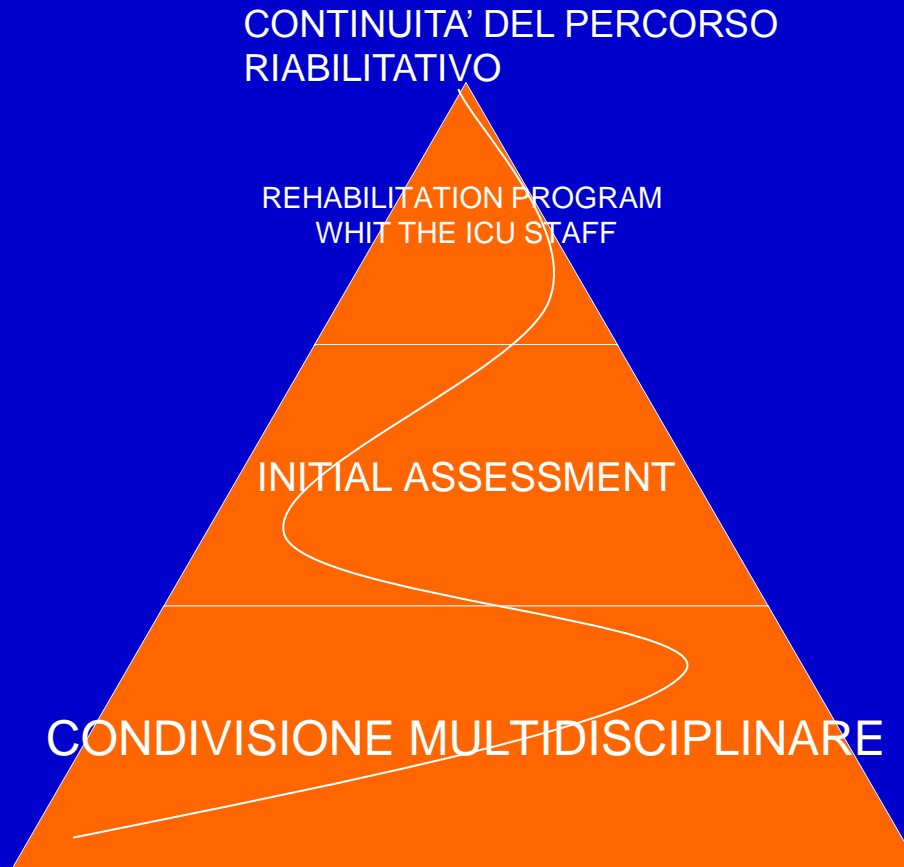 CONTINUITA’ DEL PERCORSO
RIABILITATIVO
REHABILITATION PROGRAM
WHIT THE ICU STAFF
INITIAL ASSESSMENT
CONDIVISIONE MULTIDISCIPLINARE